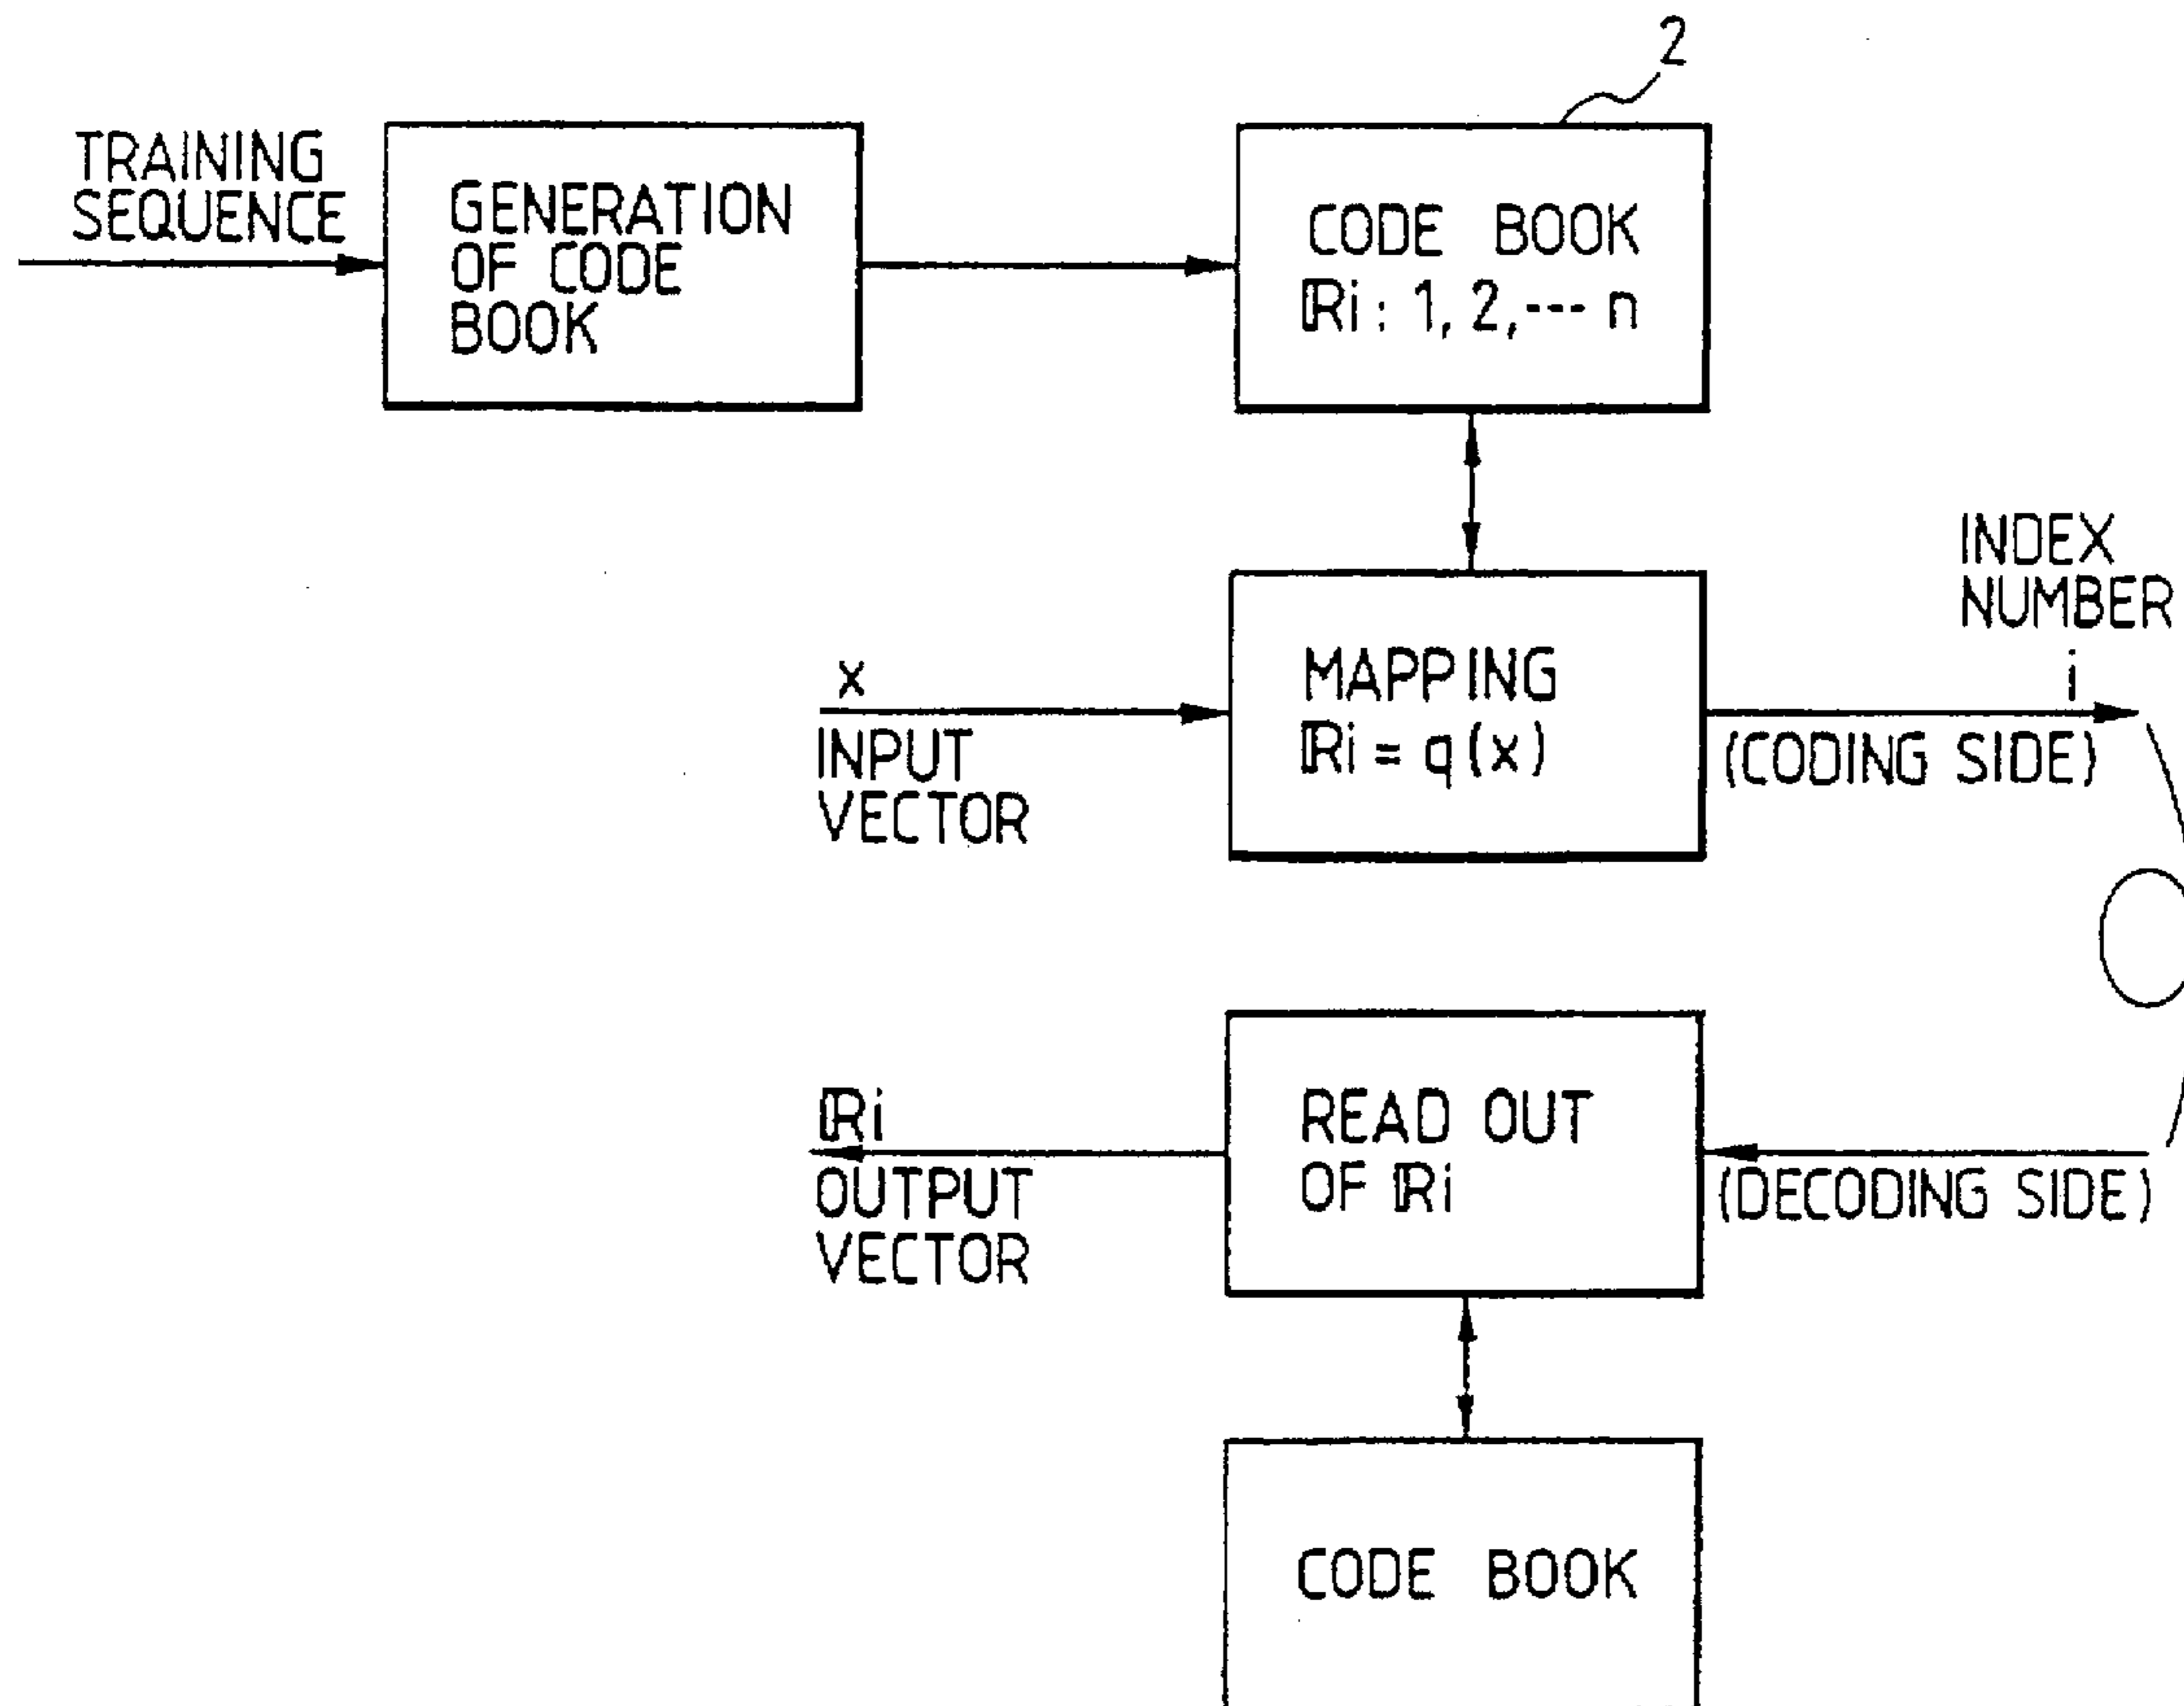 2
TRAINING
SEQUENCE
GENERATION
OF CODE
BOOK
CODE BOOK
ℝi : 1, 2, --- n
INDEX
NUMBER
i
x
INPUT
VECTOR
MAPPING
ℝi = q(x)
(CODING SIDE)
ℝi
OUTPUT
VECTOR
READ OUT
OF ℝi
(DECODING SIDE)
CODE BOOK